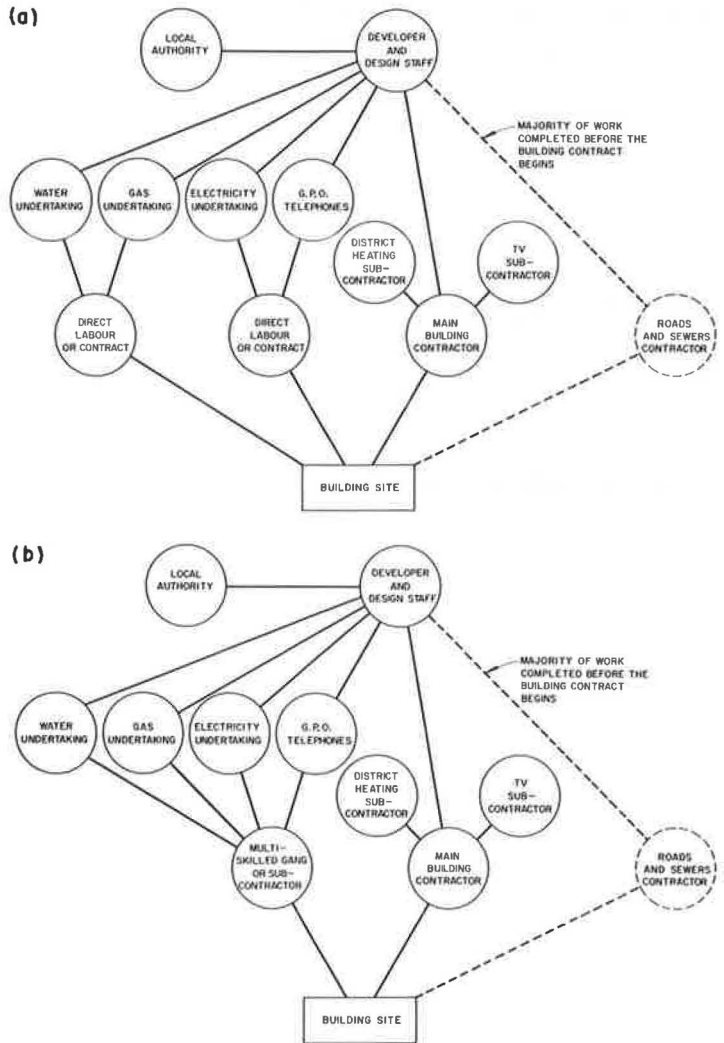 (a)
LOCAL
AUTHORITY
DEVELOPER
AND
DESIGN STAFF
MAJORITY OF WORK
COMPLETED BEFORE THE
BUILDING CONTRACT
BEGINS
WATER
UNDERTAKING
GAS
UNDERTAKING
ELECTRICITY
UNDERTAKING
G.P.O.
TELEPHONES
DISTRICT
HEATING
SUB-
CONTRACTOR
TV
SUB-
CONTRACTOR
DIRECT
LABOUR
OR CONTRACT
DIRECT
LABOUR
OR CONTRACT
MAIN
BUILDING
CONTRACTOR
ROADS
AND SEWERS
CONTRACTOR
BUILDING SITE
(b)
LOCAL
AUTHORITY
DEVELOPER
AND
DESIGN STAFF
MAJORITY OF WORK
COMPLETED BEFORE THE
BUILDING CONTRACT
BEGINS
WATER
UNDERTAKING
GAS
UNDERTAKING
ELECTRICITY
UNDERTAKING
G.P.O.
TELEPHONES
DISTRICT
HEATING
SUB-
CONTRACTOR
TV
SUB-
CONTRACTOR
MULTI-
SKILLED GANG
OR SUB-
CONTRACTOR
MAIN
BUILDING
CONTRACTOR
ROADS
AND SEWERS
CONTRACTOR
BUILDING SITE